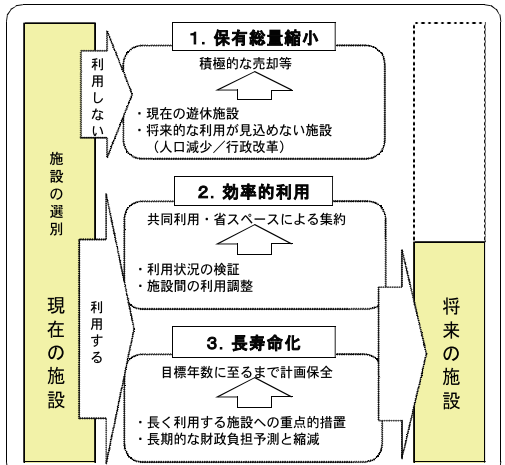 施設の選別
現在の施設
利用しない
利用する
１．保有総量縮小
積極的な売却等
・現在の遊休施設
・将来的な利用が見込めない施設
（人口減少／行政改革）
２．効率的利用
共同利用・省スペースによる集約
・利用状況の検証
・施設間の利用調整
３．長寿命化
目標年数に至るまで計画保全
・長く利用する施設への重点的措置
・長期的な財政負担予測と縮減
将来の施設